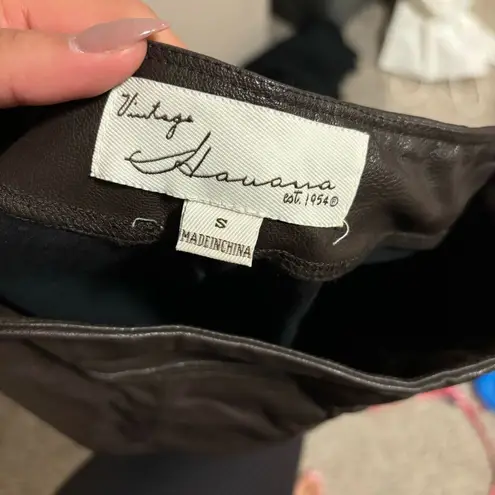 Vintage
Havana
est. 1954©
S
MADEINCHINA